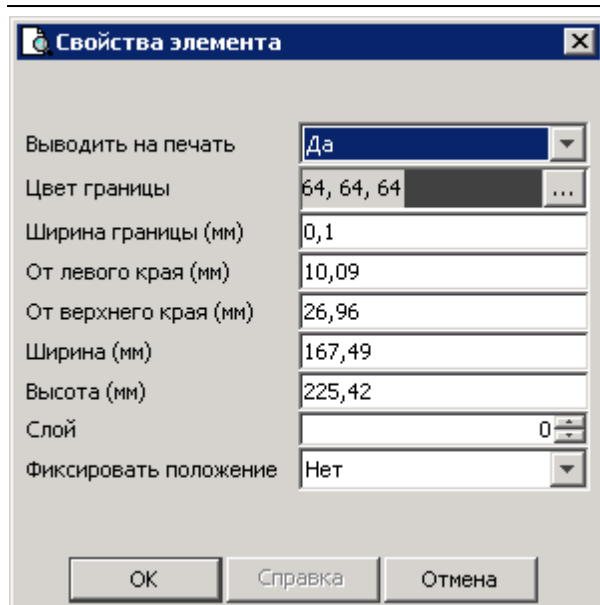 Свойства элемента
Выводить на печать Да
Цвет границы 64, 64, 64 ...
Ширина границы (мм) 0,1
От левого края (мм) 10,09
От верхнего края (мм) 26,96
Ширина (мм) 167,49
Высота (мм) 225,42
Слой 0
Фиксировать положение Нет
ОК Справка Отмена